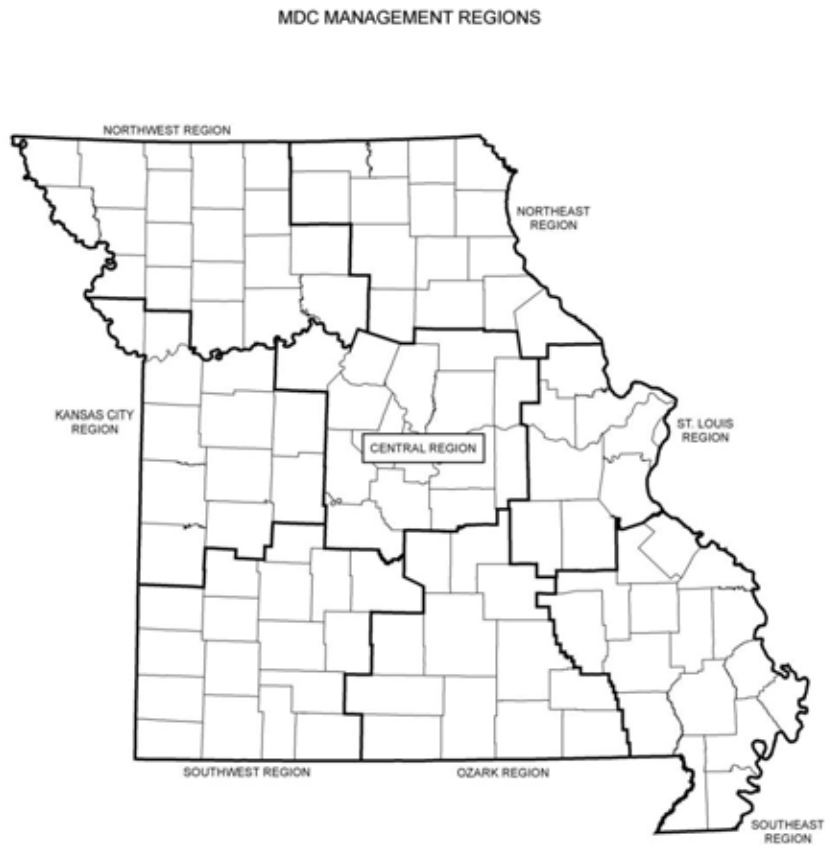 MDC MANAGEMENT REGIONS
NORTHWEST REGION
NORTHEAST
REGION
KANSAS CITY
REGION
CENTRAL REGION
ST. LOUIS
REGION
SOUTHWEST REGION
OZARK REGION
SOUTHEAST
REGION